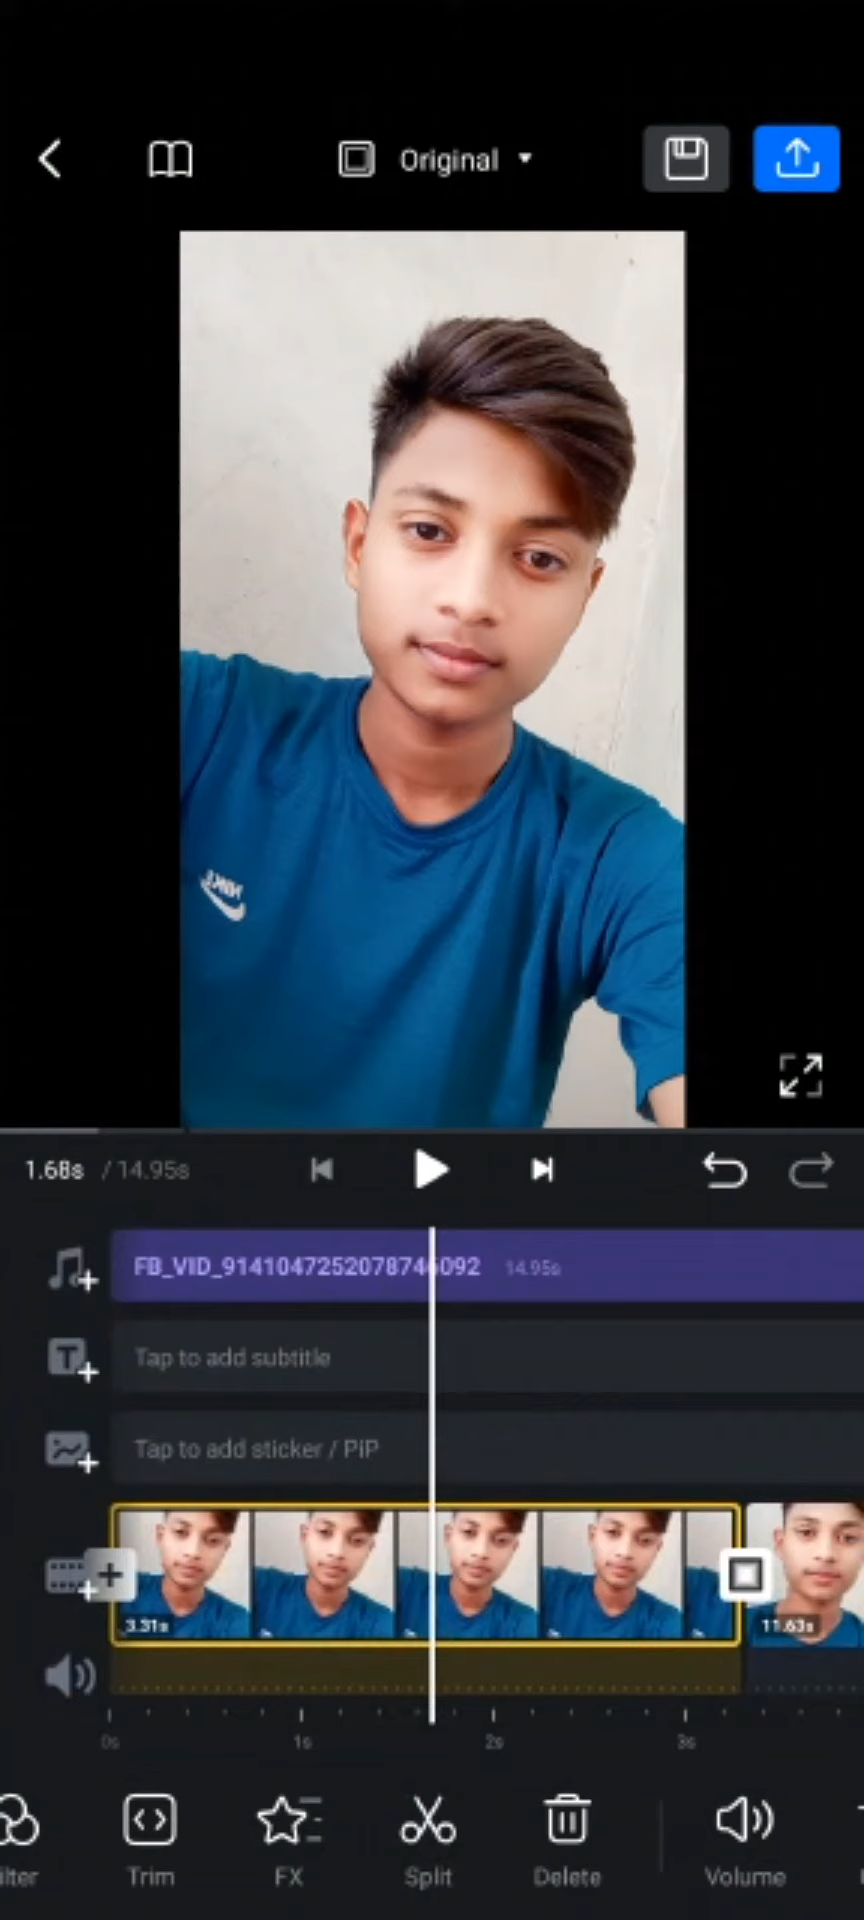 Original
NIKE
1.68s / 14.95s
FB_VID_9141047252078746092 14.95s
Tap to add subtitle
T
Tap to add sticker / PiP
3.31s
11.63s
0s 1s 2s 3s
Trim FX Split Delete Volume